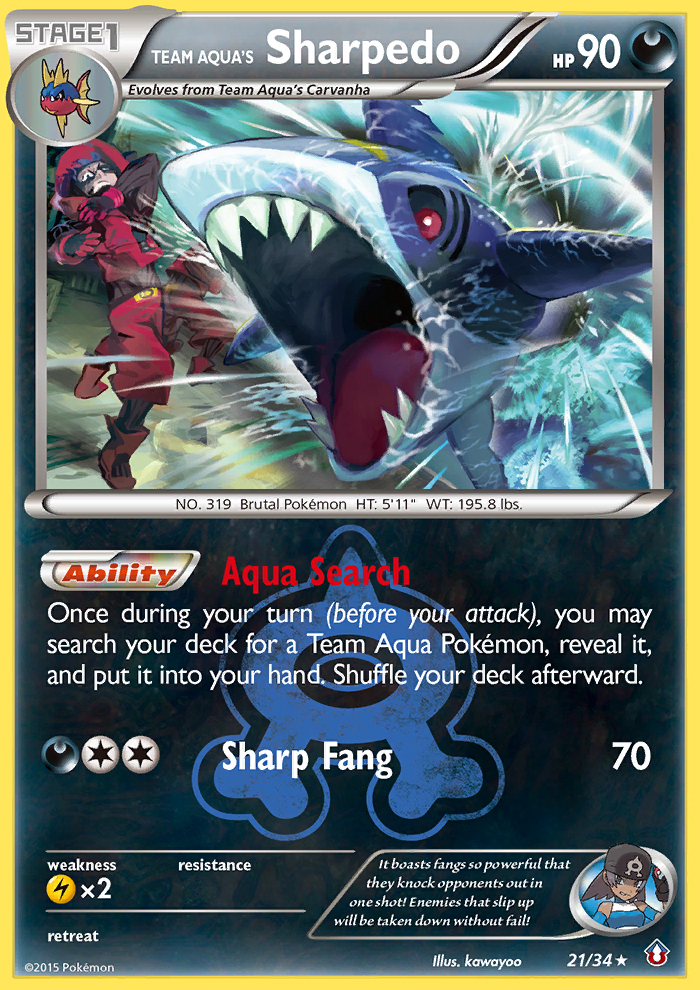 STAGE1
TEAM AQUA'S Sharpedo
HP 90
Evolves from Team Aqua's Carvanha
NO. 319 Brutal Pokémon HT: 5'11" WT: 195.8 lbs.
Ability Aqua Search
Once during your turn (before your attack), you may
search your deck for a Team Aqua Pokémon, reveal it,
and put it into your hand. Shuffle your deck afterward.
Sharp Fang 70
weakness resistance
×2
retreat
It boasts fangs so powerful that
they knock opponents out in
one shot! Enemies that slip up
will be taken down without fail!
©2015 Pokémon
Illus. kawayoo
21/34★